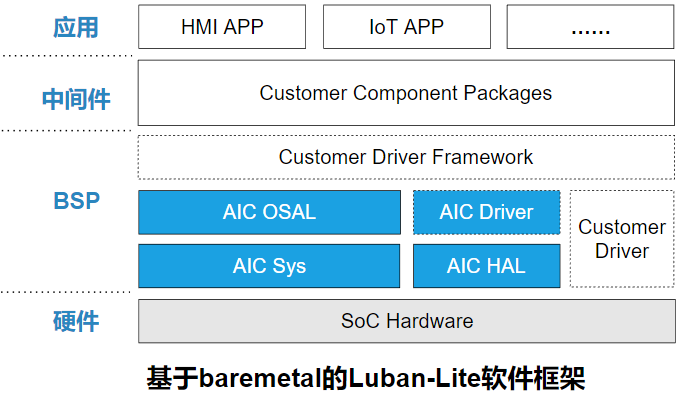 应用
HMI APP
IoT APP
......
中间件
Customer Component Packages
BSP
Customer Driver Framework
AIC OSAL
AIC Driver
Customer
Driver
AIC Sys
AIC HAL
硬件
SoC Hardware
基于baremetal的Luban-Lite软件框架